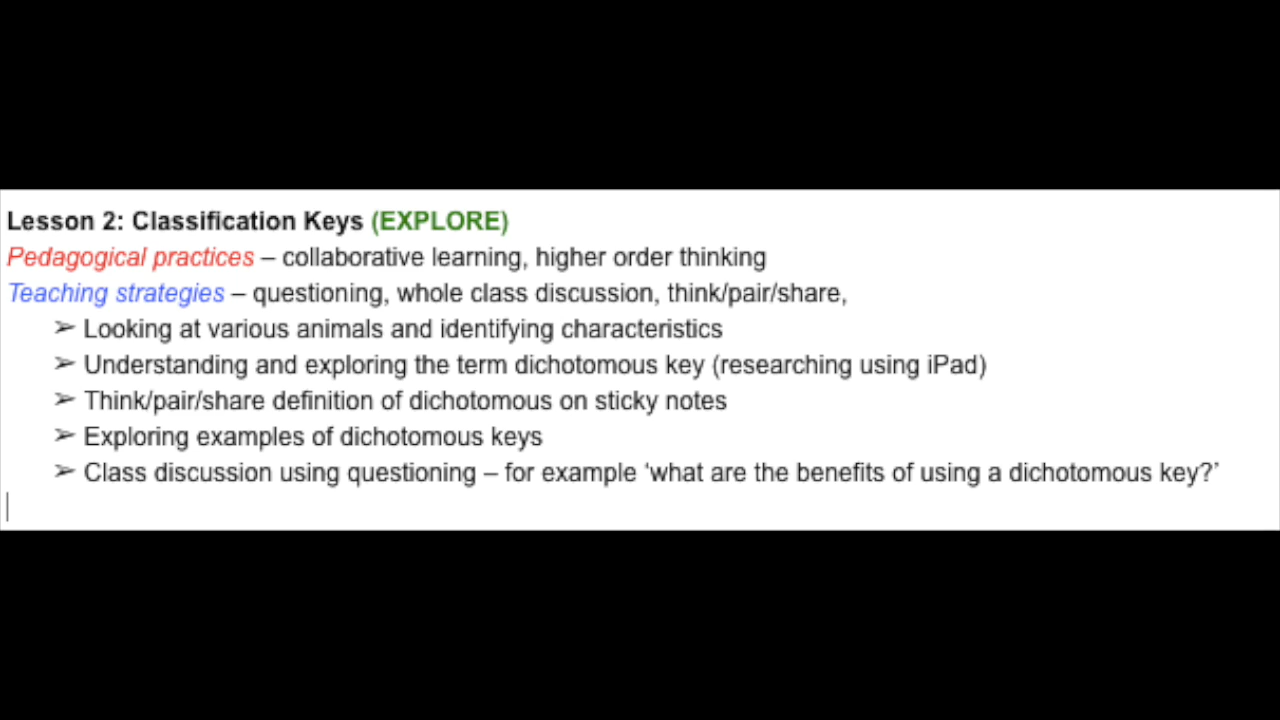 Lesson 2: Classification Keys (EXPLORE)
Pedagogical practices – collaborative learning, higher order thinking
Teaching strategies – questioning, whole class discussion, think/pair/share,
➢ Looking at various animals and identifying characteristics
➢ Understanding and exploring the term dichotomous key (researching using iPad)
➢ Think/pair/share definition of dichotomous on sticky notes
➢ Exploring examples of dichotomous keys
➢ Class discussion using questioning – for example ‘what are the benefits of using a dichotomous key?’